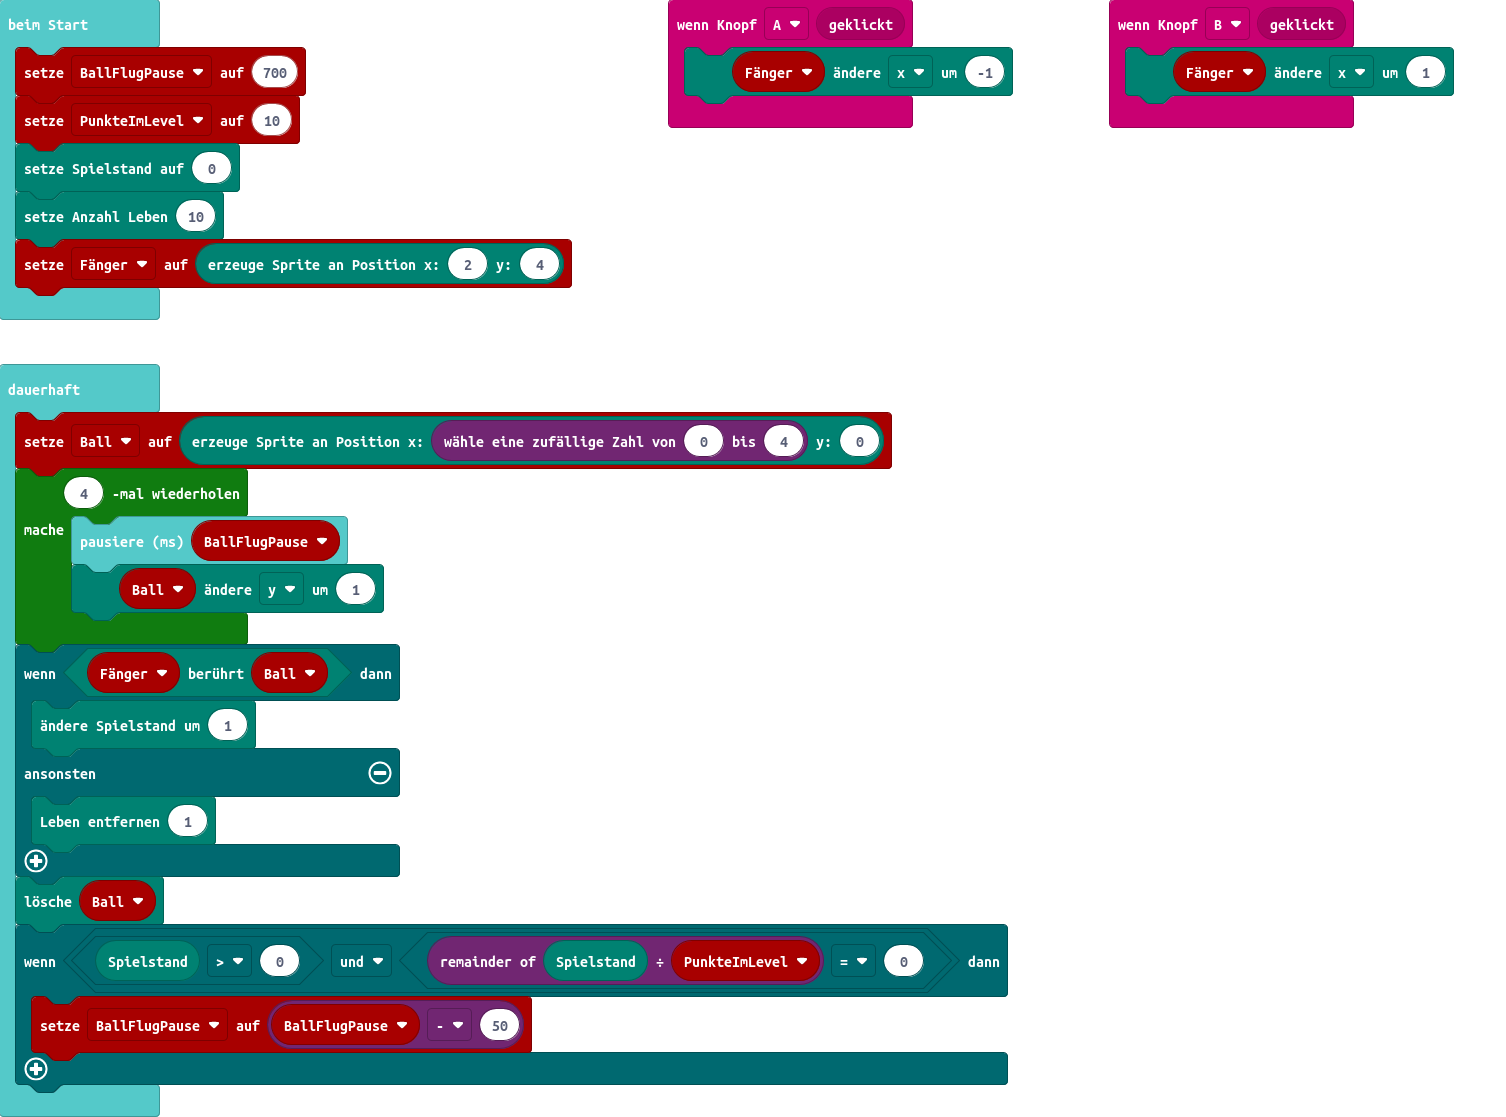 beim Start
setze BallFlugPause auf 700
setze PunkteImLevel auf 10
setze Spielstand auf 0
setze Anzahl Leben 10
setze Fänger auf erzeuge Sprite an Position x: 2 y: 4
wenn Knopf A geklickt
Fänger ändere x um -1
wenn Knopf B geklickt
Fänger ändere x um 1
dauerhaft
setze Ball auf erzeuge Sprite an Position x: wähle eine zufällige Zahl von 0 bis 4 y: 0
4 -mal wiederholen
mache
pausiere (ms) BallFlugPause
Ball ändere y um 1
wenn Fänger berührt Ball dann
ändere Spielstand um 1
ansonsten
Leben entfernen 1
lösche Ball
wenn Spielstand > 0 und remainder of Spielstand ÷ PunkteImLevel = 0 dann
setze BallFlugPause auf BallFlugPause - 50